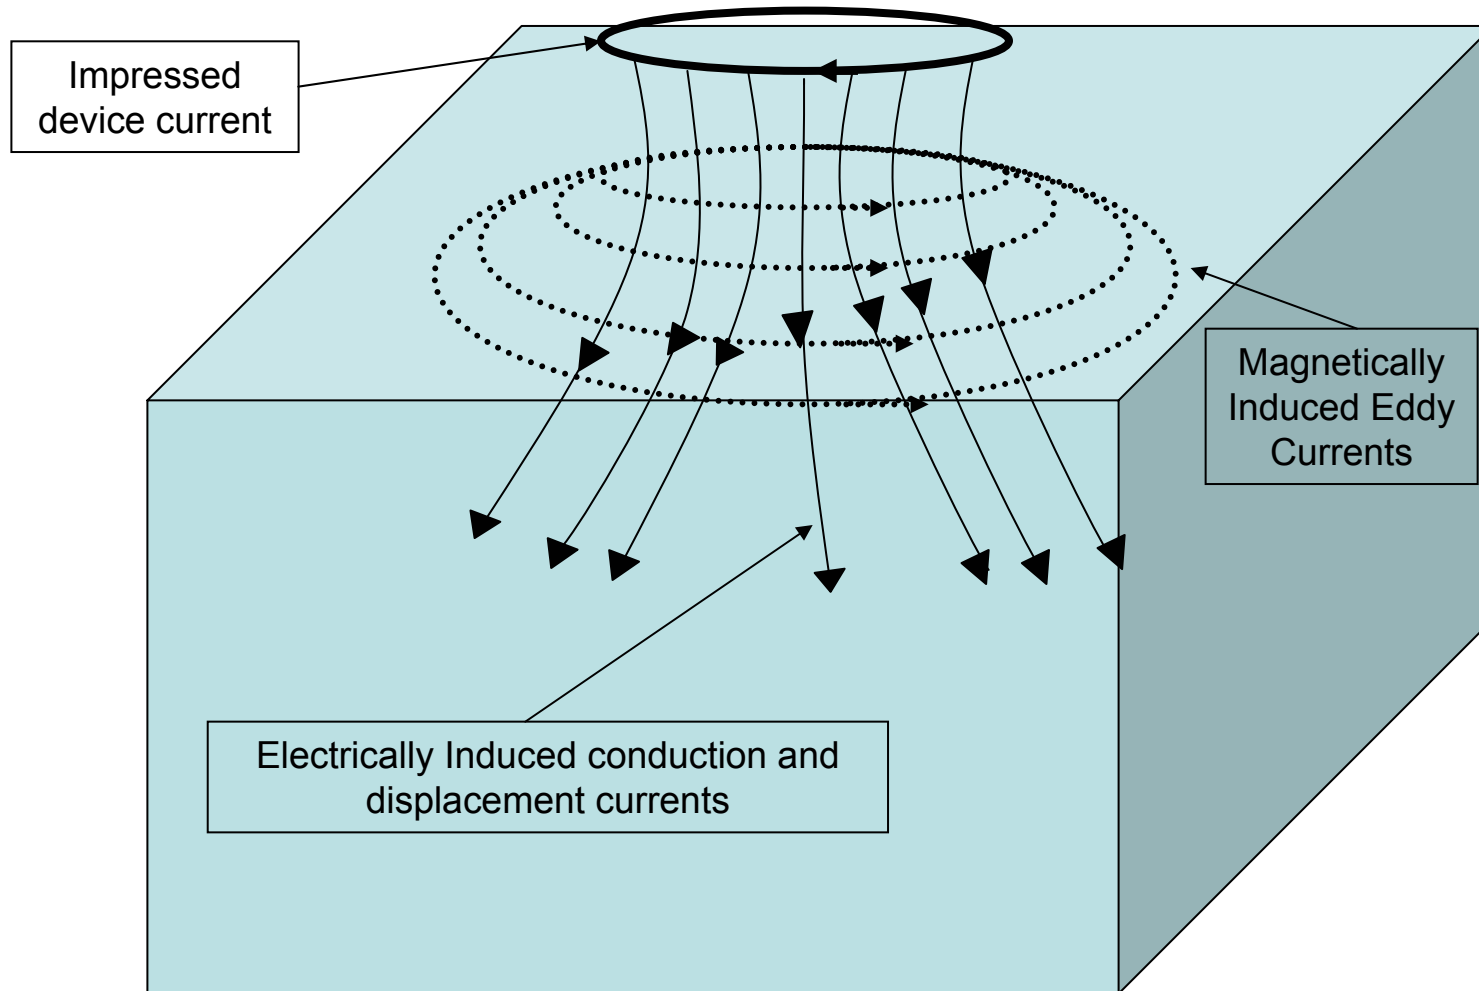 Impressed
device current
Magnetically
Induced Eddy
Currents
Electrically Induced conduction and
displacement currents